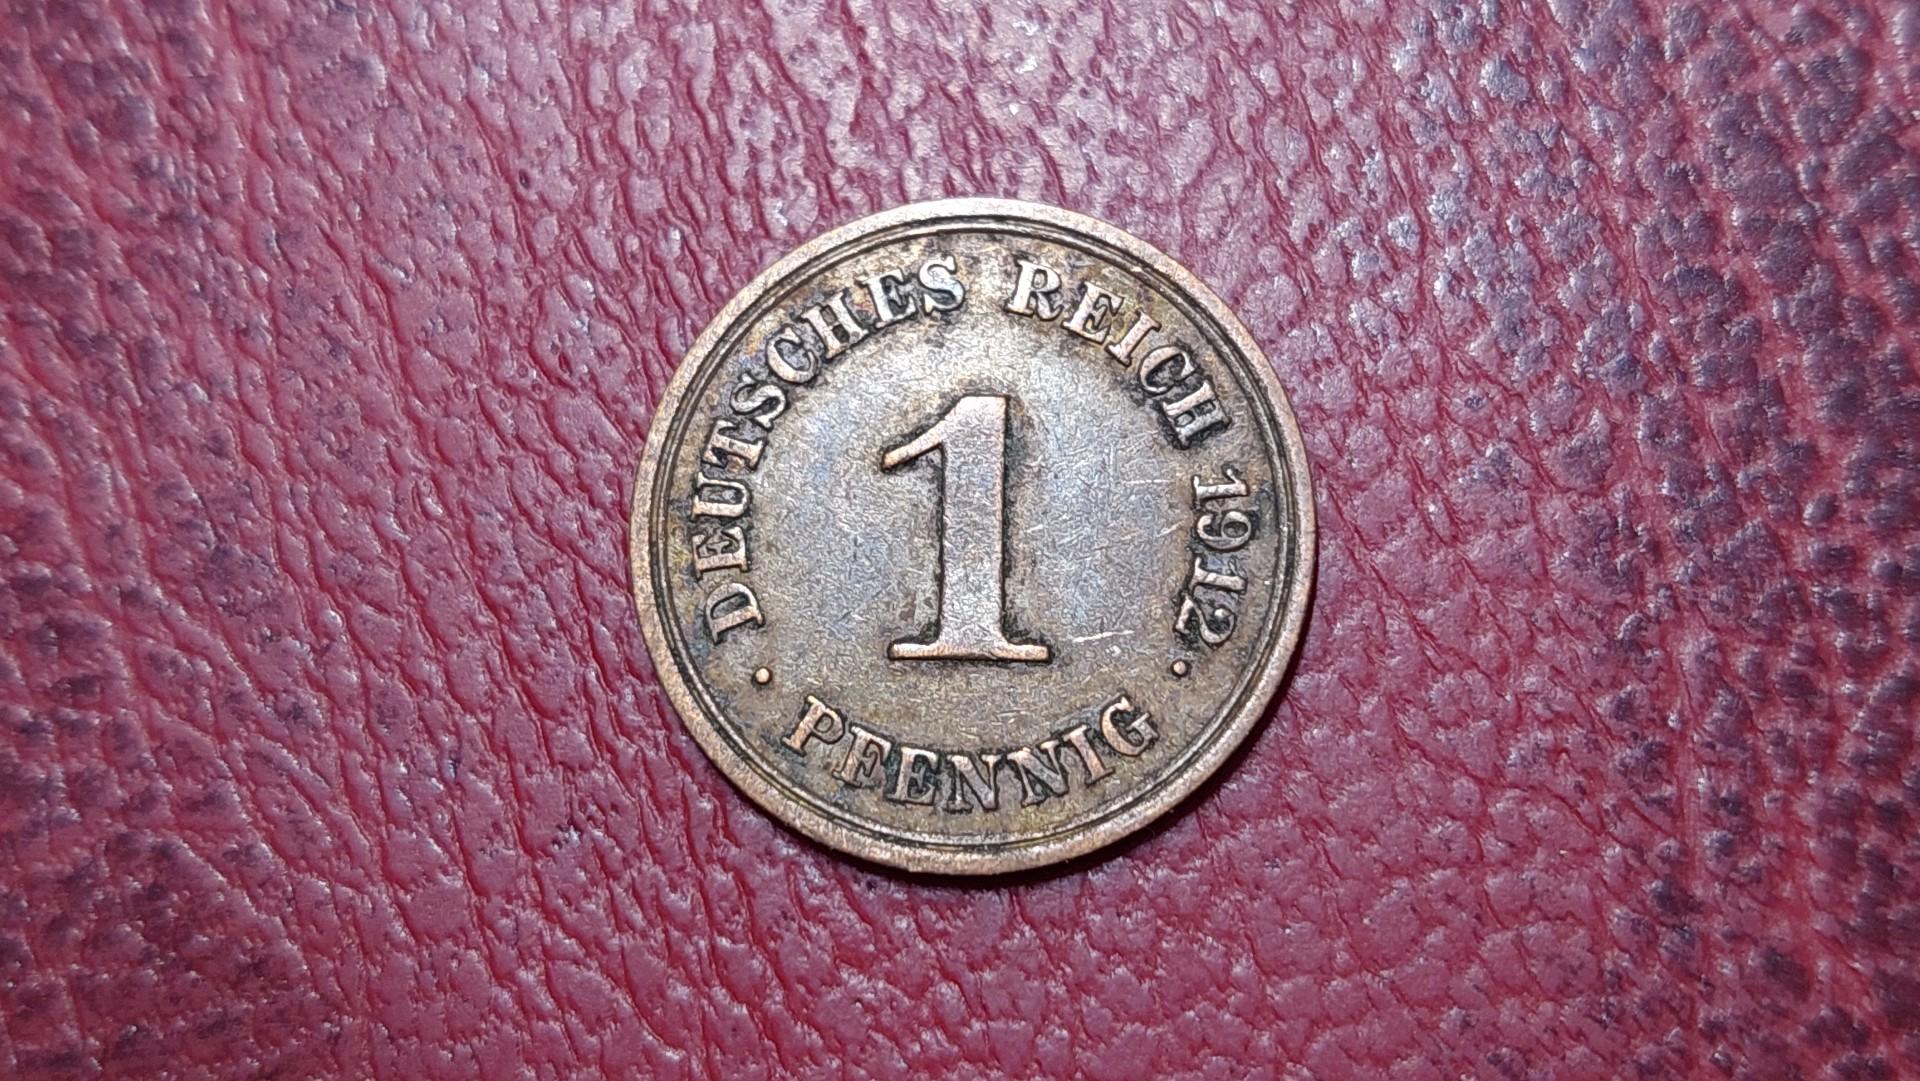 · DEUTSCHES REICH 1912 ·
1
PFENNIG